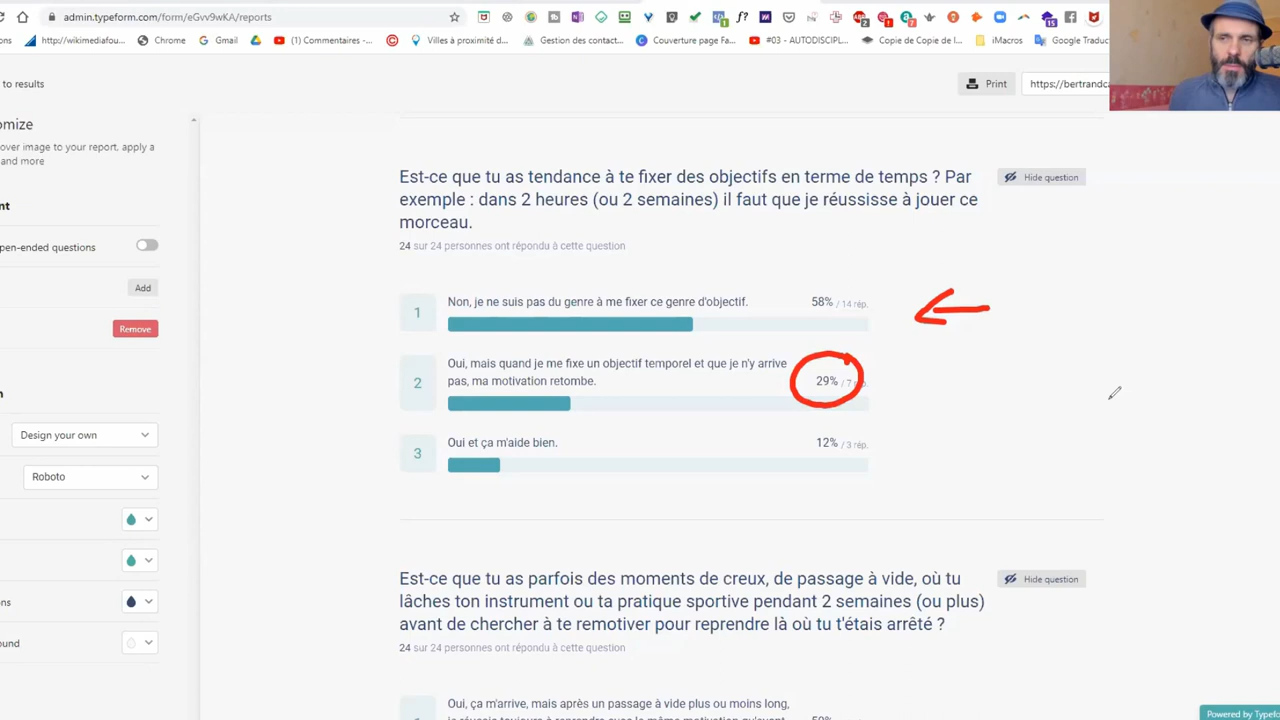 admin.typeform.com/form/eGvv9wKA/reports
ions
http://wikimediafou...
Chrome
Gmail
(1) Commentaires -...
Villes à proximité d...
Gestion des contact...
Couverture page Fa...
#03 - AUTODISCIPL...
Copie de Copie de l...
iMacros
Google Traduc
to results
Print
https://bertrandca
omize
over image to your report, apply a
and more
nt
pen-ended questions
Add
Remove
n
Design your own
Roboto
ns
ound
Est-ce que tu as tendance à te fixer des objectifs en terme de temps ? Par
exemple : dans 2 heures (ou 2 semaines) il faut que je réussisse à jouer ce
morceau.
Hide question
24 sur 24 personnes ont répondu à cette question
1 Non, je ne suis pas du genre à me fixer ce genre d'objectif. 58% / 14 rép.
2 Oui, mais quand je me fixe un objectif temporel et que je n'y arrive
pas, ma motivation retombe. 29% / 7
3 Oui et ça m'aide bien. 12% / 3 rép.
Est-ce que tu as parfois des moments de creux, de passage à vide, où tu
lâches ton instrument ou ta pratique sportive pendant 2 semaines (ou plus)
avant de chercher à te remotiver pour reprendre là où tu t'étais arrêté ?
Hide question
24 sur 24 personnes ont répondu à cette question
Oui, ça m'arrive, mais après un passage à vide plus ou moins long,
Powered by Typefo